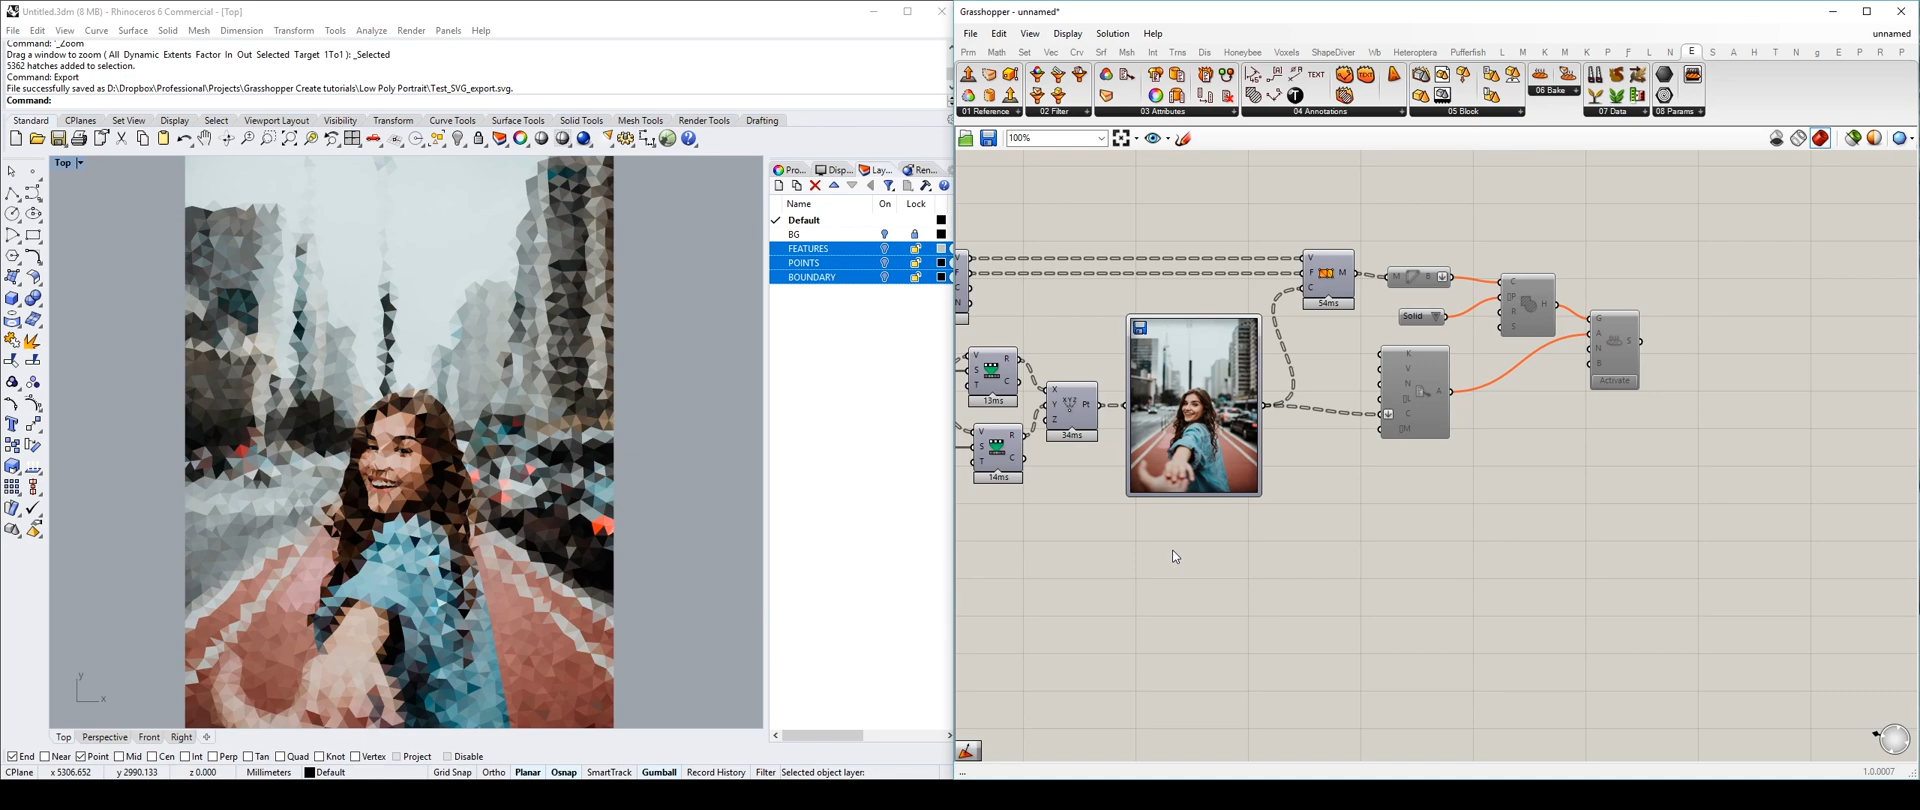 Untitled.3dm (8 MB) - Rhinoceros 6 Commercial - [Top]
File Edit View Curve Surface Solid Mesh Dimension Transform Tools Analyze Render Panels Help
Command: '_Zoom
Drag a window to zoom ( All Dynamic Extents Factor In Out Selected Target 1To1 ): _Selected
5362 hatches added to selection.
Command: Export
File successfully saved as D:\Dropbox\Professional\Projects\Grasshopper Create tutorials\Low Poly Portrait\Test_SVG_export.svg.
Command:
Standard CPlanes Set View Display Select Viewport Layout Visibility Transform Curve Tools Surface Tools Solid Tools Mesh Tools Render Tools Drafting
Top
Pro... Disp... Lay... Ren...
Name On Lock
Default
BG
FEATURES
POINTS
BOUNDARY
y
x
Top Perspective Front Right
End Near Point Mid Cen Int Perp Tan Quad Knot Vertex Project Disable
CPlane x 5306.652 y 2990.133 z 0.000 Millimeters Default Grid Snap Ortho Planar Osnap SmartTrack Gumball Record History Filter Selected object layer:
Grasshopper - unnamed*
File Edit View Display Solution Help
unnamed
Prm Math Set Vec Crv Srf Msh Int Trns Dis Honeybee Voxels ShapeDiver Wb Heteroptera Pufferfish L M K M K P F L N E S A H T N g E P R P
TEXT
TEXT
T
06 Bake
01 Reference 02 Filter 03 Attributes 04 Annotations 05 Block 07 Data 08 Params
100%
V
F
C
N
V
F
C
M
54ms
M B
Solid
C
P
R
S
H
G
A
N
B
S
Activate
K
V
N
L
C
M
A
V
S
T
R
C
13ms
X
Y
Z
XYZ
Pt
34ms
V
S
T
R
C
14ms
...
1.0.0007